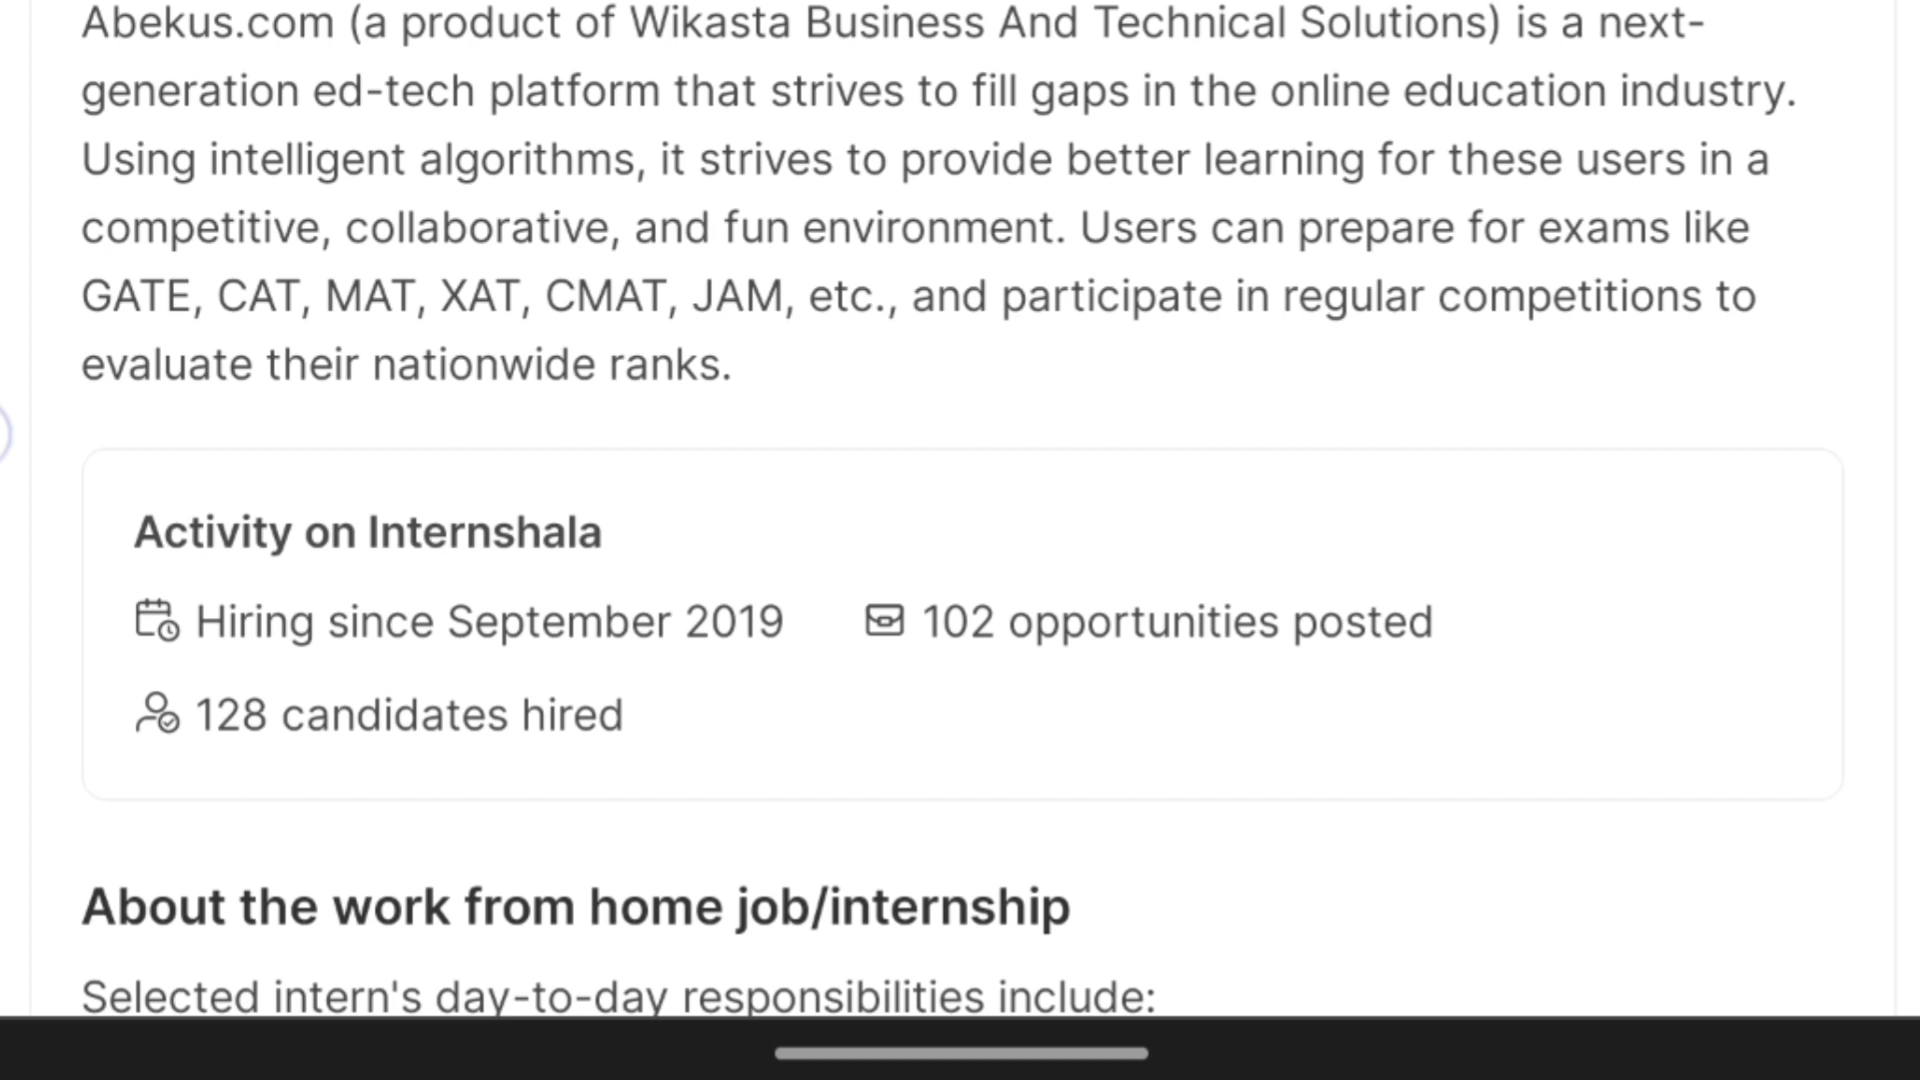 Abekus.com (a product of Wikasta Business And Technical Solutions) is a next-
generation ed-tech platform that strives to fill gaps in the online education industry.
Using intelligent algorithms, it strives to provide better learning for these users in a
competitive, collaborative, and fun environment. Users can prepare for exams like
GATE, CAT, MAT, XAT, CMAT, JAM, etc., and participate in regular competitions to
evaluate their nationwide ranks.
Activity on Internshala
Hiring since September 2019 102 opportunities posted
128 candidates hired
About the work from home job/internship
Selected intern's day-to-day responsibilities include: